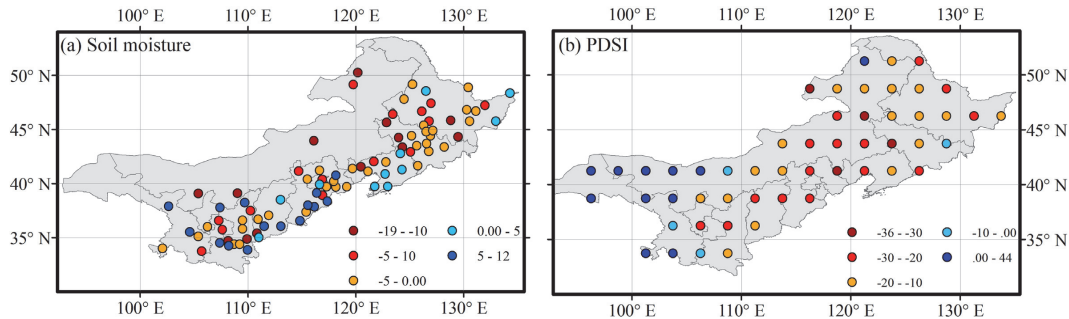 100° E 110° E 120° E 130° E 100° E 110° E 120° E 130° E
(a) Soil moisture (b) PDSI
50° N 50° N
45° N 45° N
40° N 40° N
35° N 35° N
-19 - -10 0.00 - 5 -36 - -30 -10 - .00
-5 - 10 5 - 12 -30 - -20 .00 - 44
-5 - 0.00 -20 - -10
100° E 110° E 120° E 130° E 100° E 110° E 120° E 130° E